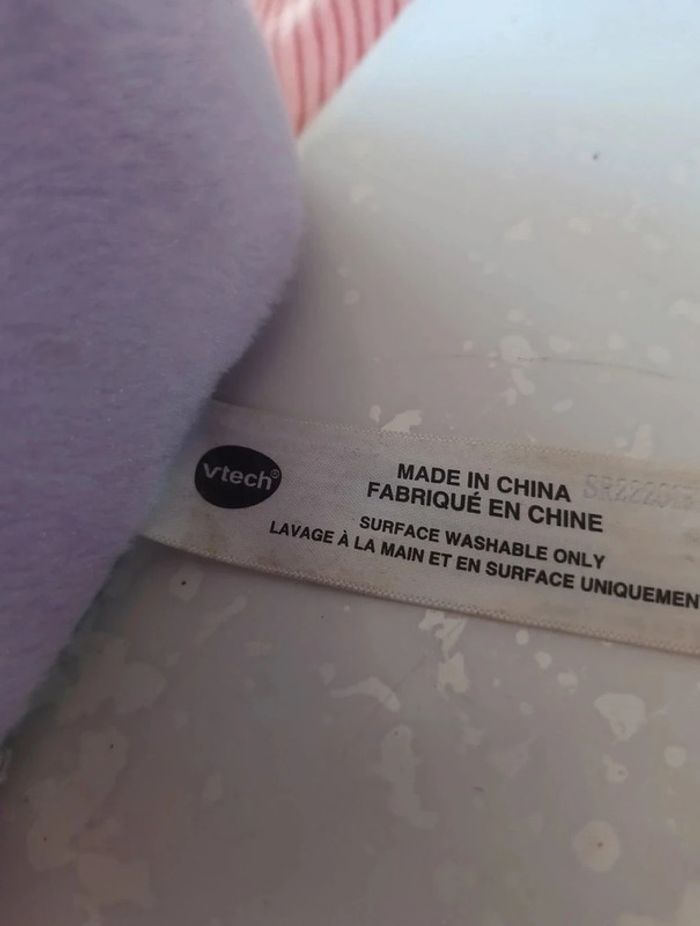 vtech®
MADE IN CHINA
FABRIQUÉ EN CHINE
SURFACE WASHABLE ONLY
LAVAGE À LA MAIN ET EN SURFACE UNIQUEMEN